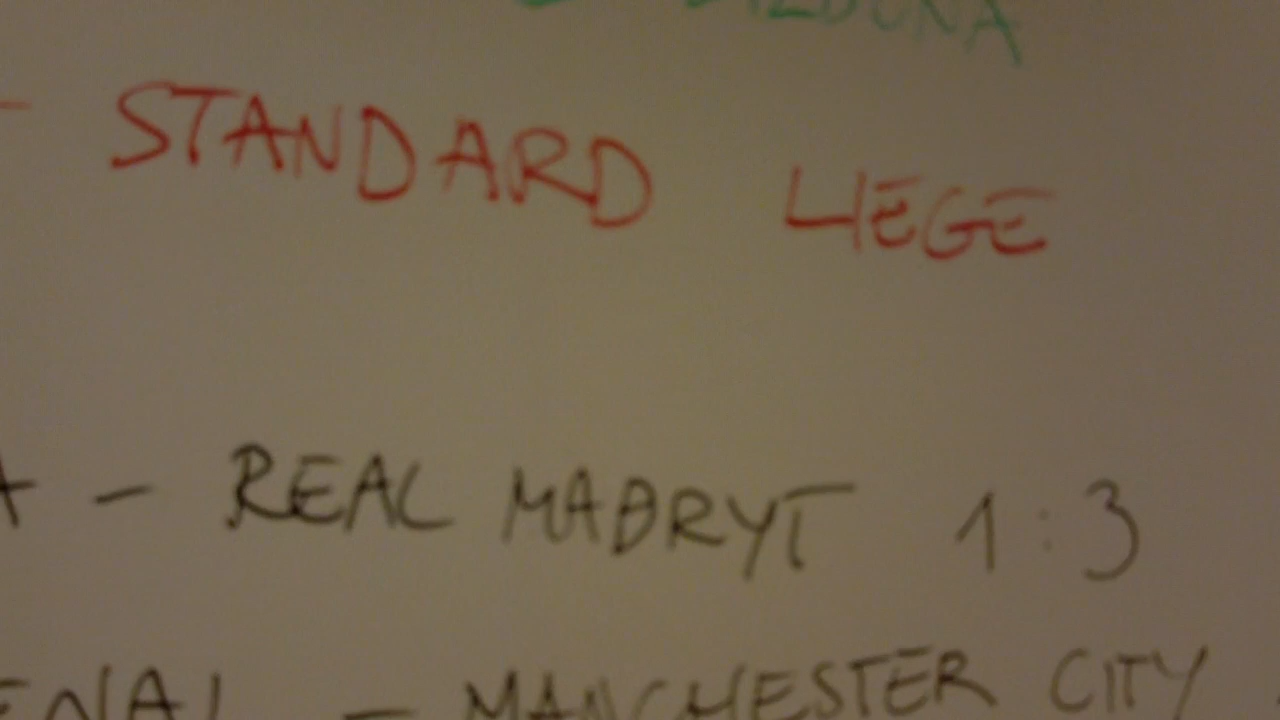 - STANDARD LIEGE
- REAL MADRYT 1:3
- MANCHESTER CITY